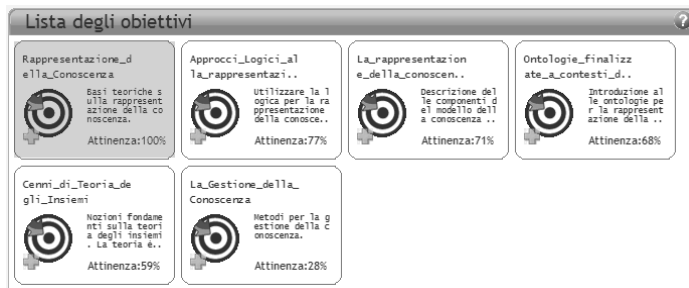 Lista degli obiettivi
?
Rappresentazione_d
ella_Conoscenza
Basi teoriche s
ulla rappresent
azione della co
noscenza.
Attinenza:100%
Approcci_Logici_al
la_rappresentazi..
Utilizzare la l
ogica per la ra
ppresentazione
della conosce..
Attinenza:77%
La_rappresentazion
e_della_conoscen..
Descrizione del
le componenti d
el modello dell
a conoscenza ..
Attinenza:71%
Ontologie_finalizz
ate_a_contesti_d..
Introduzione al
le ontologie pe
r la rappresent
azione della ..
Attinenza:68%
Cenni_di_Teoria_de
gli_Insiemi
Nozioni fondame
nti sulla teori
a degli insiemi
. La teoria è..
Attinenza:59%
La_Gestione_della_
Conoscenza
Metodi per la g
estione della c
onoscenza.
Attinenza:28%